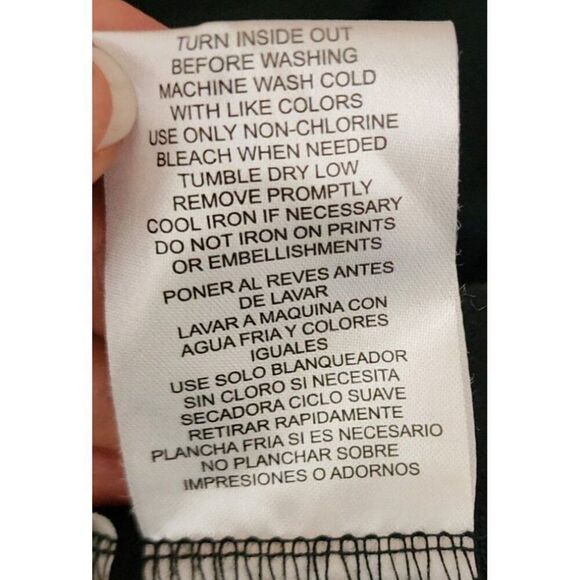 TURN INSIDE OUT
BEFORE WASHING
MACHINE WASH COLD
WITH LIKE COLORS
USE ONLY NON-CHLORINE
BLEACH WHEN NEEDED
TUMBLE DRY LOW
REMOVE PROMPTLY
COOL IRON IF NECESSARY
DO NOT IRON ON PRINTS
OR EMBELLISHMENTS
PONER AL REVES ANTES
DE LAVAR
LAVAR A MAQUINA CON
AGUA FRIA Y COLORES
IGUALES
USE SOLO BLANQUEADOR
SIN CLORO SI NECESITA
SECADORA CICLO SUAVE
RETIRAR RAPIDAMENTE
PLANCHA FRIA SI ES NECESARIO
NO PLANCHAR SOBRE
IMPRESIONES O ADORNOS